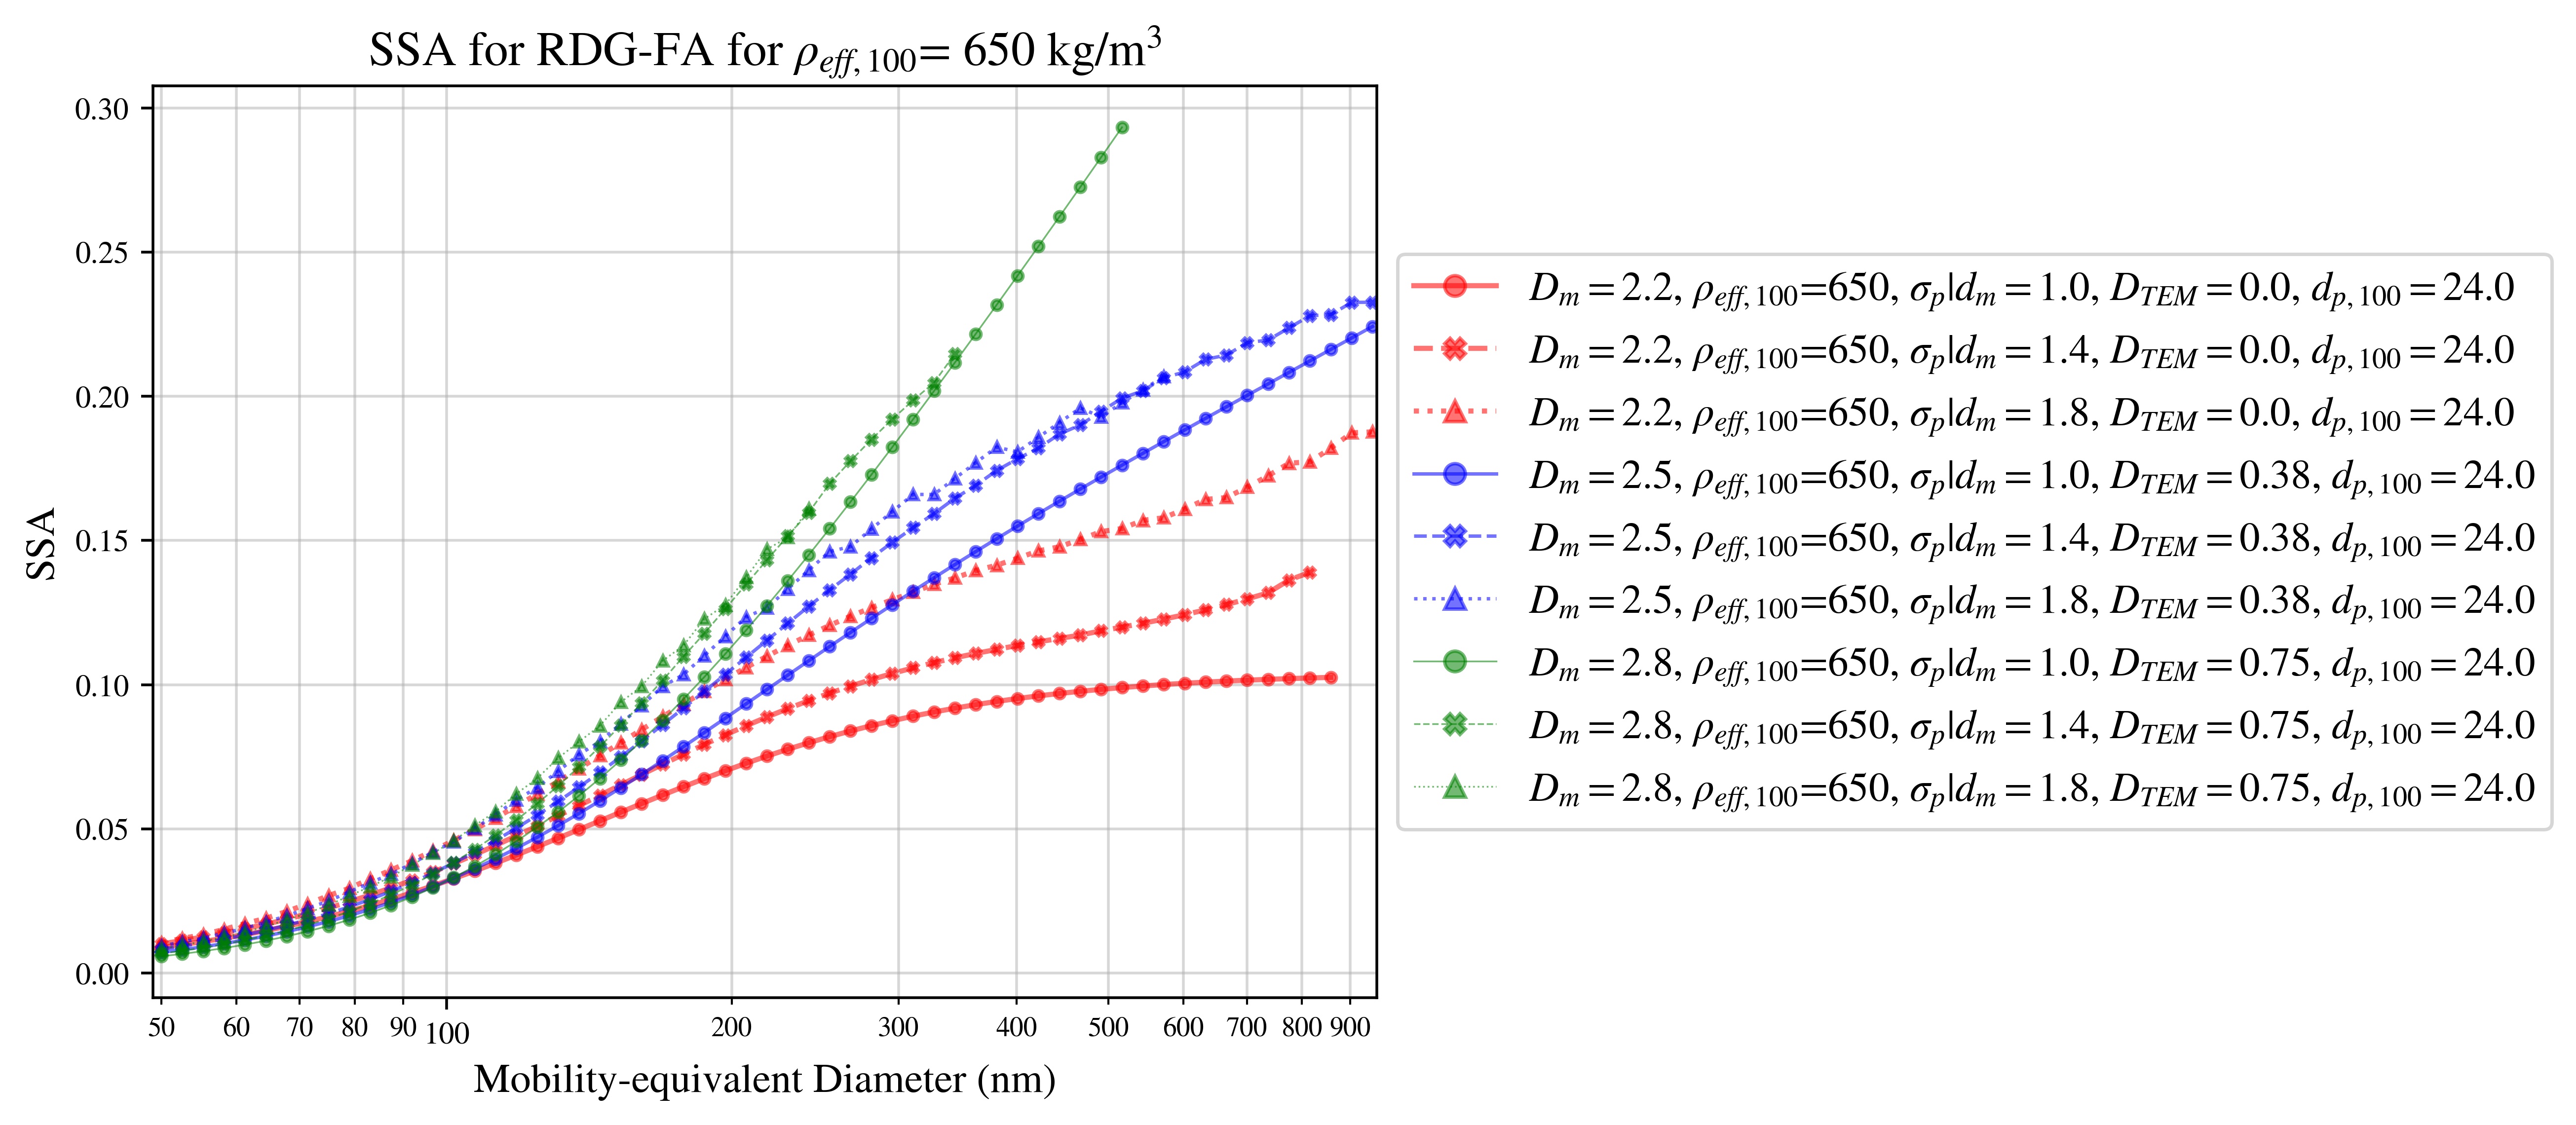 SSA for RDG-FA for ρeff,100= 650 kg/m³
0.30
0.25
0.20
0.15
0.10
0.05
0.00
SSA
50 60 70 80 90 100 200 300 400 500 600 700 800 900
Mobility-equivalent Diameter (nm)
Dm = 2.2, ρeff,100=650, σp|dm = 1.0, DTEM = 0.0, dp,100 = 24.0
Dm = 2.2, ρeff,100=650, σp|dm = 1.4, DTEM = 0.0, dp,100 = 24.0
Dm = 2.2, ρeff,100=650, σp|dm = 1.8, DTEM = 0.0, dp,100 = 24.0
Dm = 2.5, ρeff,100=650, σp|dm = 1.0, DTEM = 0.38, dp,100 = 24.0
Dm = 2.5, ρeff,100=650, σp|dm = 1.4, DTEM = 0.38, dp,100 = 24.0
Dm = 2.5, ρeff,100=650, σp|dm = 1.8, DTEM = 0.38, dp,100 = 24.0
Dm = 2.8, ρeff,100=650, σp|dm = 1.0, DTEM = 0.75, dp,100 = 24.0
Dm = 2.8, ρeff,100=650, σp|dm = 1.4, DTEM = 0.75, dp,100 = 24.0
Dm = 2.8, ρeff,100=650, σp|dm = 1.8, DTEM = 0.75, dp,100 = 24.0